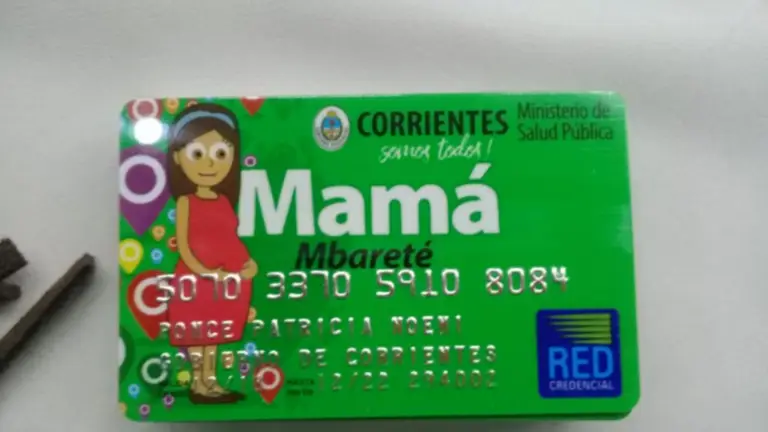 CORRIENTES
somos todos!
Ministerio de
Salud Pública
Mamá
Mbareté
5070 3370 5910 8084
PONCE PATRICIA NOEMI
GOBIERNO DE CORRIENTES
12/22
RED
CREDENCIAL